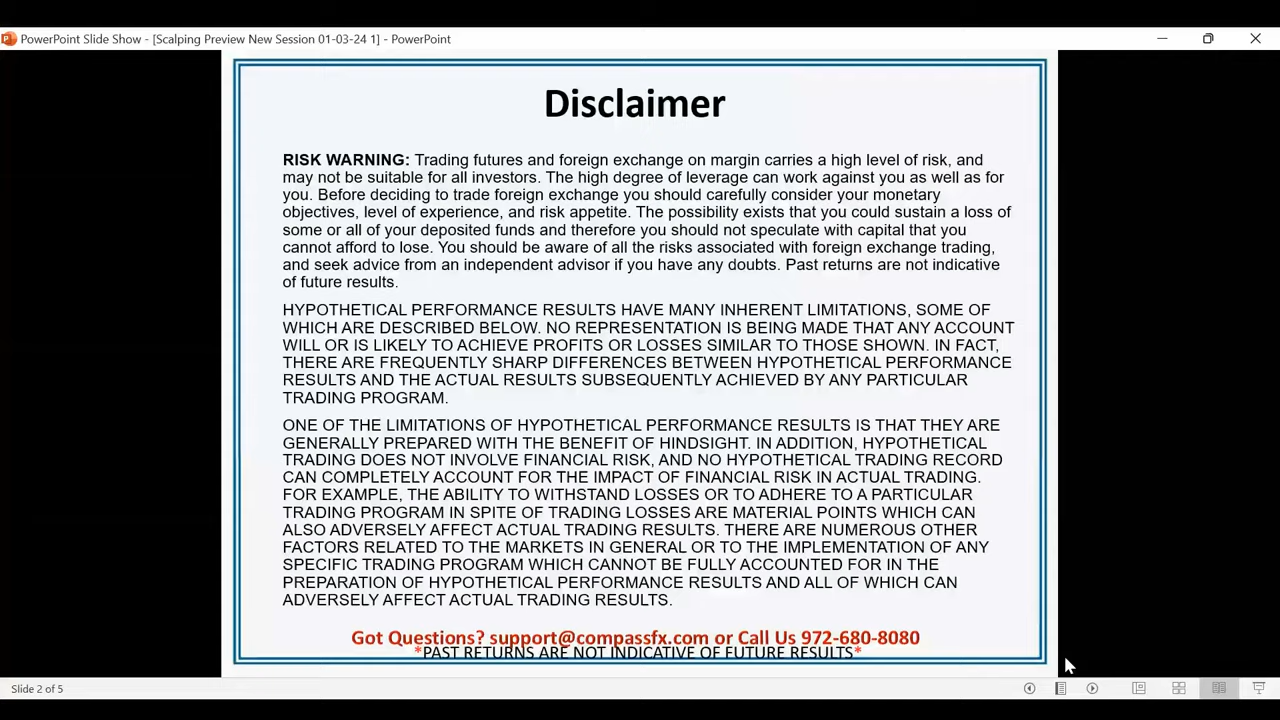 PowerPoint Slide Show - [Scalping Preview New Session 01-03-24 1] - PowerPoint
Disclaimer
RISK WARNING: Trading futures and foreign exchange on margin carries a high level of risk, and
may not be suitable for all investors. The high degree of leverage can work against you as well as for
you. Before deciding to trade foreign exchange you should carefully consider your monetary
objectives, level of experience, and risk appetite. The possibility exists that you could sustain a loss of
some or all of your deposited funds and therefore you should not speculate with capital that you
cannot afford to lose. You should be aware of all the risks associated with foreign exchange trading,
and seek advice from an independent advisor if you have any doubts. Past returns are not indicative
of future results.
HYPOTHETICAL PERFORMANCE RESULTS HAVE MANY INHERENT LIMITATIONS, SOME OF
WHICH ARE DESCRIBED BELOW. NO REPRESENTATION IS BEING MADE THAT ANY ACCOUNT
WILL OR IS LIKELY TO ACHIEVE PROFITS OR LOSSES SIMILAR TO THOSE SHOWN. IN FACT,
THERE ARE FREQUENTLY SHARP DIFFERENCES BETWEEN HYPOTHETICAL PERFORMANCE
RESULTS AND THE ACTUAL RESULTS SUBSEQUENTLY ACHIEVED BY ANY PARTICULAR
TRADING PROGRAM.
ONE OF THE LIMITATIONS OF HYPOTHETICAL PERFORMANCE RESULTS IS THAT THEY ARE
GENERALLY PREPARED WITH THE BENEFIT OF HINDSIGHT. IN ADDITION, HYPOTHETICAL
TRADING DOES NOT INVOLVE FINANCIAL RISK, AND NO HYPOTHETICAL TRADING RECORD
CAN COMPLETELY ACCOUNT FOR THE IMPACT OF FINANCIAL RISK IN ACTUAL TRADING.
FOR EXAMPLE, THE ABILITY TO WITHSTAND LOSSES OR TO ADHERE TO A PARTICULAR
TRADING PROGRAM IN SPITE OF TRADING LOSSES ARE MATERIAL POINTS WHICH CAN
ALSO ADVERSELY AFFECT ACTUAL TRADING RESULTS. THERE ARE NUMEROUS OTHER
FACTORS RELATED TO THE MARKETS IN GENERAL OR TO THE IMPLEMENTATION OF ANY
SPECIFIC TRADING PROGRAM WHICH CANNOT BE FULLY ACCOUNTED FOR IN THE
PREPARATION OF HYPOTHETICAL PERFORMANCE RESULTS AND ALL OF WHICH CAN
ADVERSELY AFFECT ACTUAL TRADING RESULTS.
Got Questions? support@compassfx.com or Call Us 972-680-8080
*PAST RETURNS ARE NOT INDICATIVE OF FUTURE RESULTS*
Slide 2 of 5